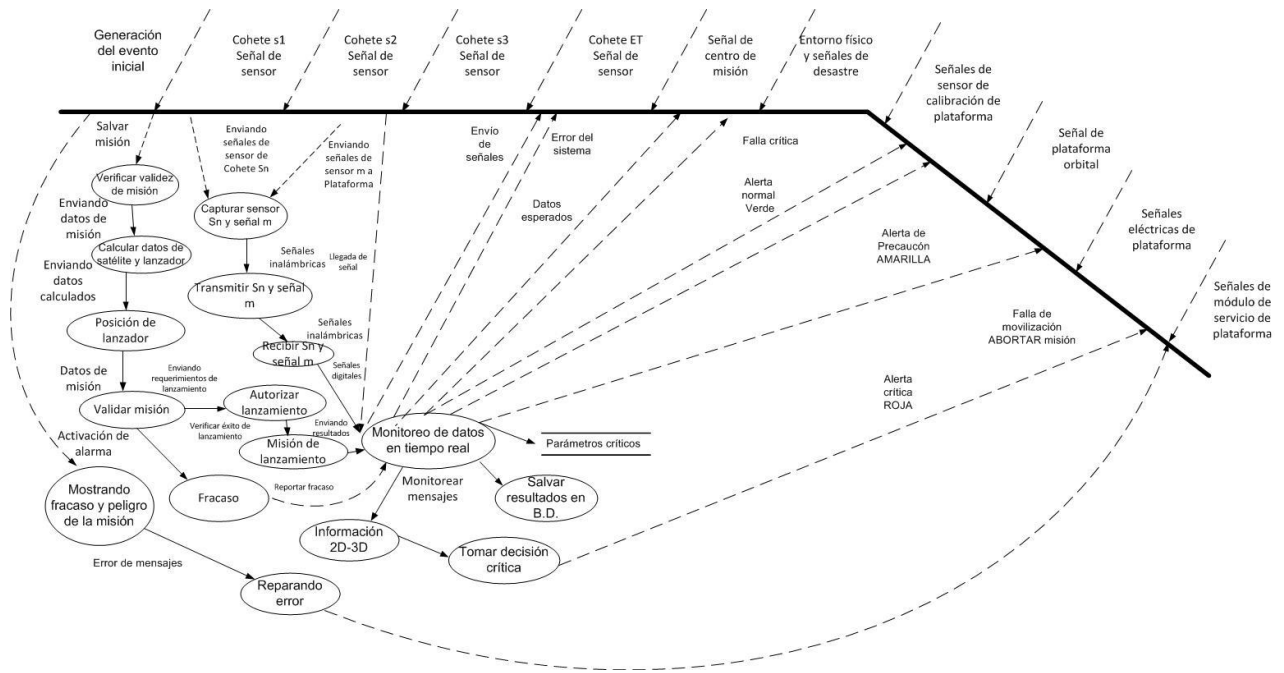 Generación
del evento
inicial
Cohete s1
Señal de
sensor
Cohete s2
Señal de
sensor
Cohete s3
Señal de
sensor
Cohete ET
Señal de
sensor
Señal de
centro de
misión
Entorno físico
y señales de
desastre
Señales de
sensor de
calibración de
plataforma
Señal de
plataforma
orbital
Señales
eléctricas de
plataforma
Señales de
módulo de
servicio de
plataforma
Salvar
misión
Enviando
señales de
sensor de
Cohete Sn
Enviando
señales de
sensor m a
Plataforma
Envío
de
señales
Error del
sistema
Falla crítica
Verificar validez
de misión
Enviando
datos de
misión
Capturar sensor
Sn y señal m
Datos
esperados
Alerta
normal
Verde
Calcular datos de
satélite y lanzador
Señales
inalámbricas
Llegada de
señal
Alerta de
Precaucón
AMARILLA
Enviando
datos
calculados
Transmitir Sn y señal
m
Posición de
lanzador
Señales
inalámbricas
Recibir Sn y
señal m
Señales
digitales
Falla de
movilización
ABORTAR misión
Datos de
misión
Enviando
requerimientos de
lanzamiento
Alerta
crítica
ROJA
Validar misión
Autorizar
lanzamiento
Verificar éxito de
lanzamiento
Enviando
resultados
Misión de
lanzamiento
Monitoreo de datos
en tiempo real
Parámetros críticos
Activación de
alarma
Mostrando
fracaso y peligro
de la misión
Fracaso
Reportar fracaso
Monitorear
mensajes
Salvar
resultados en
B.D.
Información
2D-3D
Tomar decisión
crítica
Error de mensajes
Reparando
error